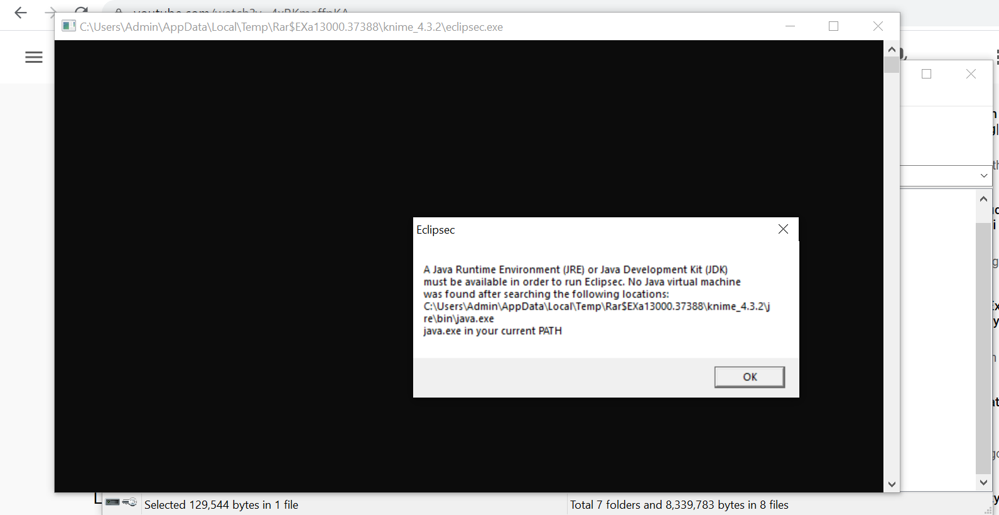 C:\Users\Admin\AppData\Local\Temp\Rar$EXa13000.37388\knime_4.3.2\eclipsec.exe
Eclipsec
A Java Runtime Environment (JRE) or Java Development Kit (JDK)
must be available in order to run Eclipsec. No Java virtual machine
was found after searching the following locations:
C:\Users\Admin\AppData\Local\Temp\Rar$EXa13000.37388\knime_4.3.2\j
re\bin\java.exe
java.exe in your current PATH
OK
Selected 129,544 bytes in 1 file
Total 7 folders and 8,339,783 bytes in 8 files